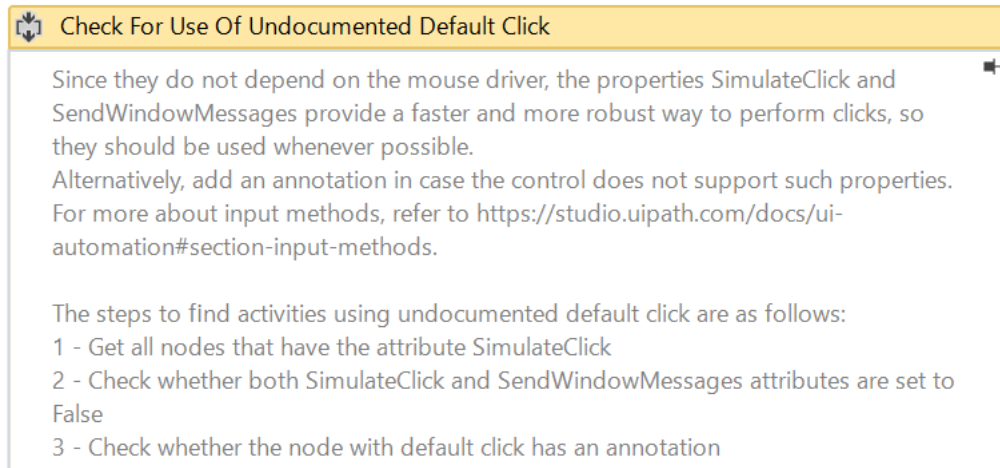 Check For Use Of Undocumented Default Click
Since they do not depend on the mouse driver, the properties SimulateClick and
SendWindowMessages provide a faster and more robust way to perform clicks, so
they should be used whenever possible.
Alternatively, add an annotation in case the control does not support such properties.
For more about input methods, refer to https://studio.uipath.com/docs/ui-
automation#section-input-methods.
The steps to find activities using undocumented default click are as follows:
1 - Get all nodes that have the attribute SimulateClick
2 - Check whether both SimulateClick and SendWindowMessages attributes are set to
False
3 - Check whether the node with default click has an annotation